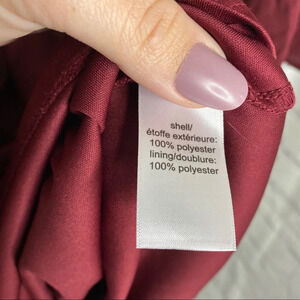 shell/
étoffe extérieure:
100% polyester
lining/doublure:
100% polyester